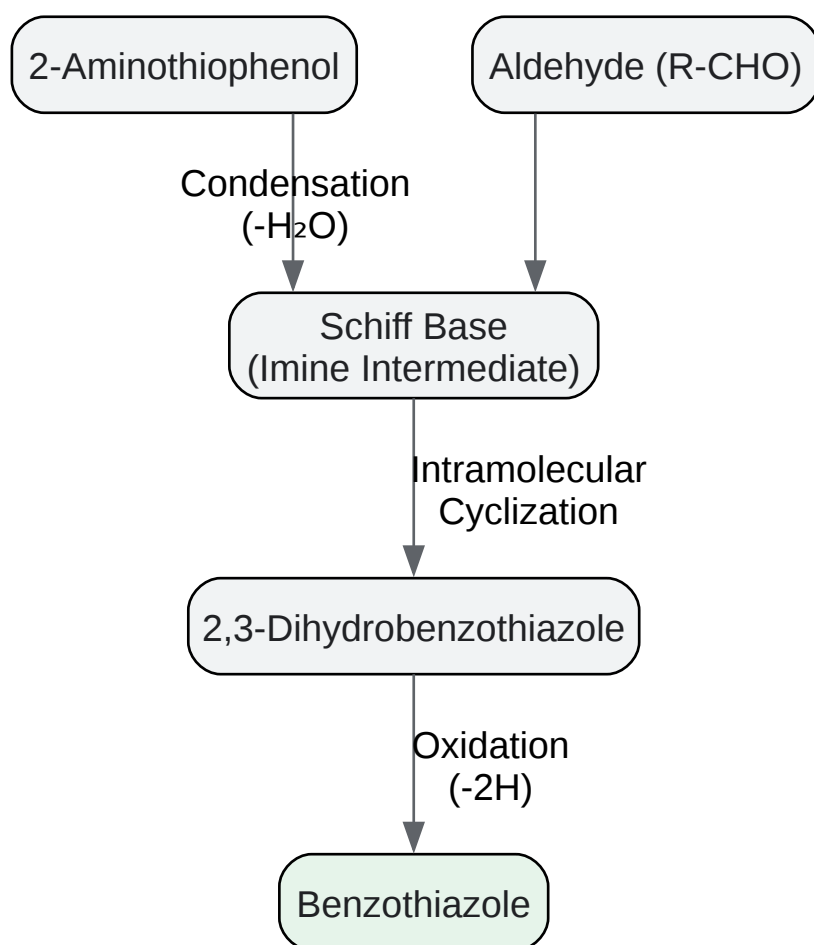 2-Aminothiophenol
Aldehyde (R-CHO)
Condensation
(-H₂O)
Schiff Base
(Imine Intermediate)
Intramolecular
Cyclization
2,3-Dihydrobenzothiazole
Oxidation
(-2H)
Benzothiazole